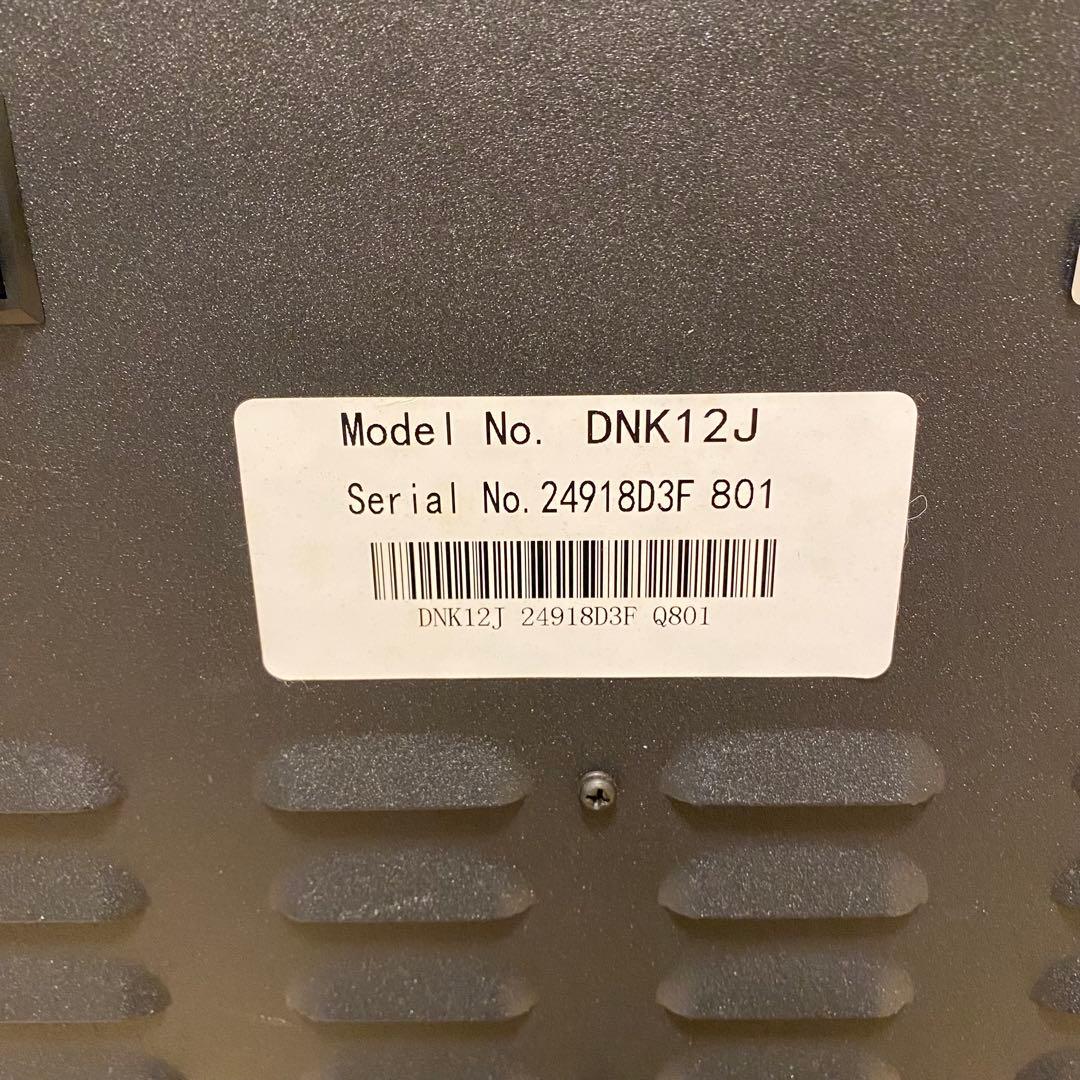 Model No. DNK12J
Serial No. 24918D3F 801
DNK12J 24918D3F Q801